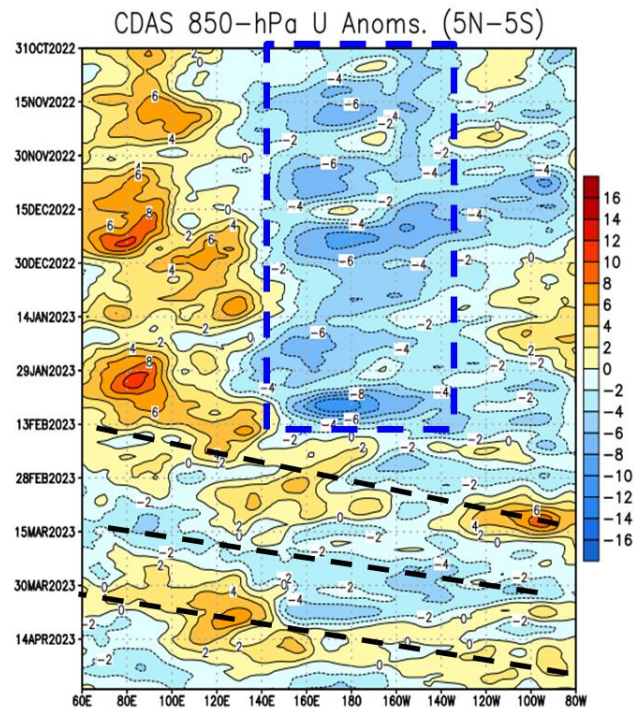 CDAS 850-hPa U Anoms. (5N-5S)
31OCT2022
15NOV2022
30NOV2022
15DEC2022
30DEC2022
14JAN2023
29JAN2023
13FEB2023
28FEB2023
15MAR2023
30MAR2023
14APR2023
60E 80E 100E 120E 140E 160E 180 160W 140W 120W 100W 80W
16
14
12
10
8
6
4
2
0
-2
-4
-6
-8
-10
-12
-14
-16